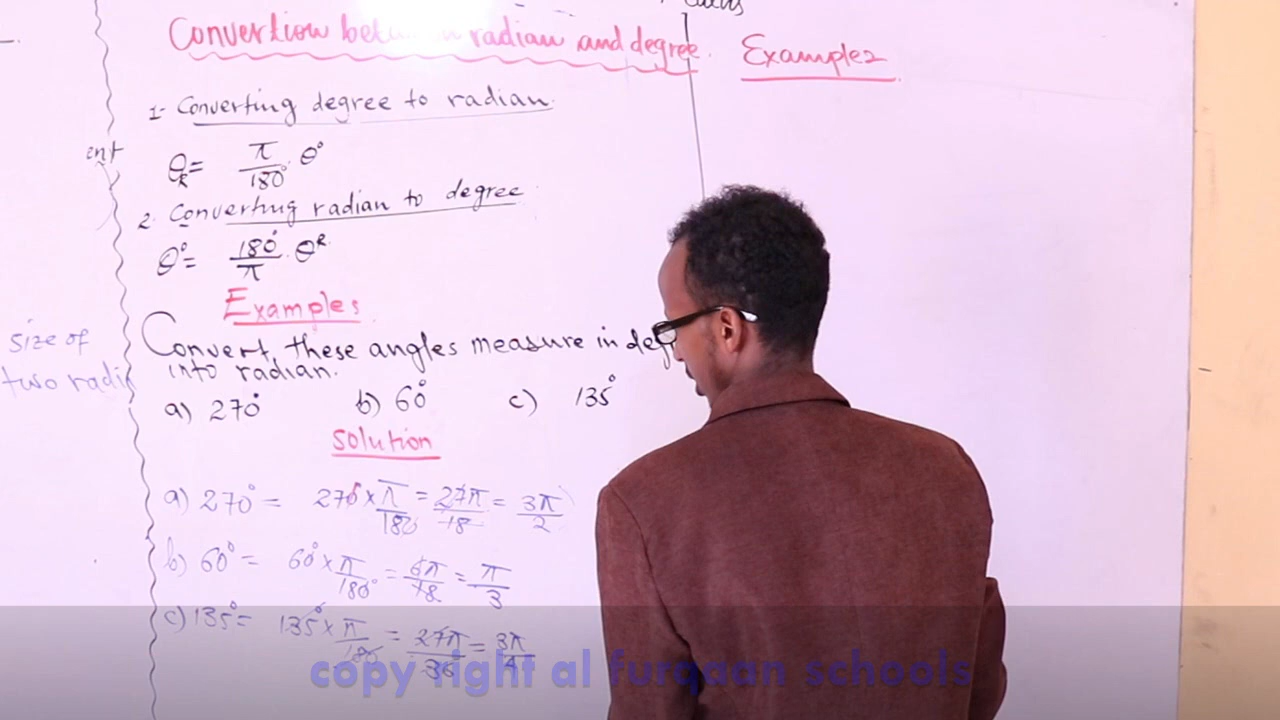 Convertion bet radian and degree.
Examples
1- Converting degree to radian.
θR= π/180° · θ°
ent
2. Converting radian to degree
θ°= 180°/π · θR
Examples
Convert, these angles measure in deg
into radian.
size of
two radi
a) 270° b) 60° c) 135°
Solution
a) 270° = 270 × π/180 = 27π/18 = 3π/2
b) 60° = 60° × π/180° = 6π/18 = π/3
c) 135° = 135° × π/180 = 27π/36 = 3π/4
copy right al furqaan schools